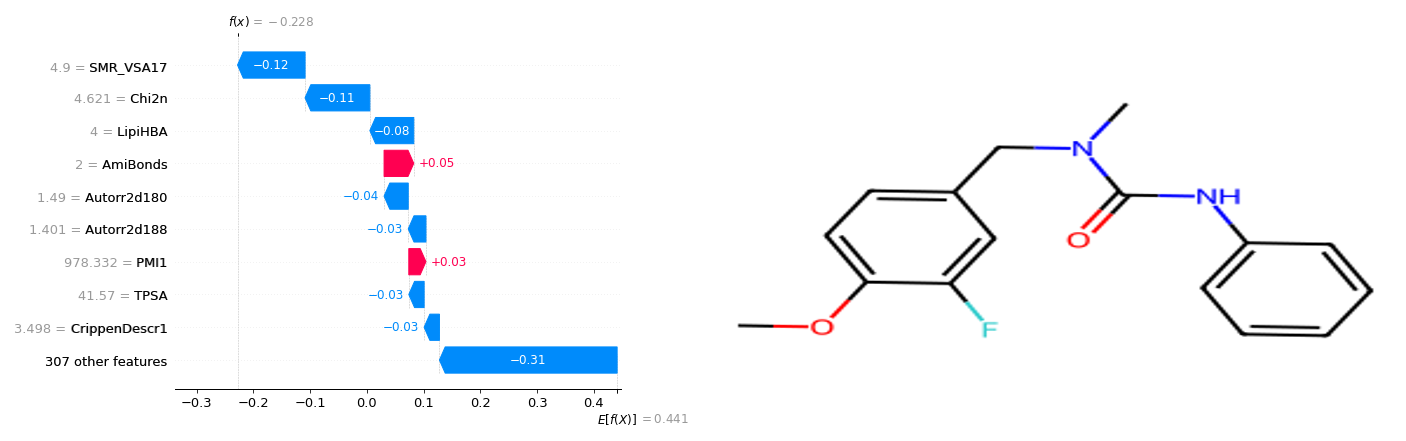 f(x) = −0.228
4.9 = SMR_VSA17
−0.12
4.621 = Chi2n
−0.11
4 = LipiHBA
−0.08
2 = AmiBonds
+0.05
1.49 = Autorr2d180
−0.04
1.401 = Autorr2d188
−0.03
978.332 = PMI1
+0.03
41.57 = TPSA
−0.03
3.498 = CrippenDescr1
−0.03
307 other features
−0.31
−0.3 −0.2 −0.1 0.0 0.1 0.2 0.3 0.4
E[f(X)] = 0.441
N
NH
O
O
F